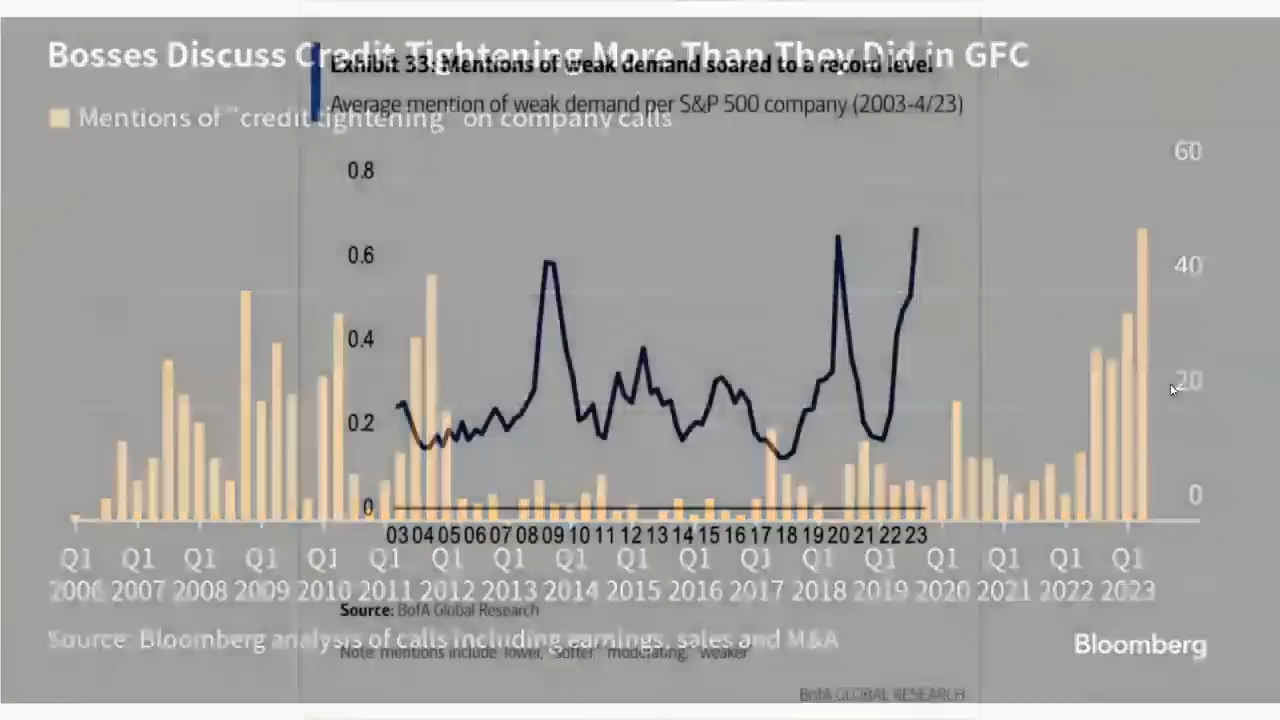 Bosses Discuss Credit Tightening More Than They Did in GFC
Exhibit 33: Mentions of weak demand soared to a record level
Average mention of weak demand per S&P 500 company (2003-4/23)
Mentions of "credit tightening" on company calls
60
40
20
0
0.8
0.6
0.4
0.2
0
03 04 05 06 07 08 09 10 11 12 13 14 15 16 17 18 19 20 21 22 23
Q1 Q1 Q1 Q1 Q1 Q1 Q1 Q1 Q1 Q1 Q1 Q1 Q1 Q1 Q1 Q1 Q1 Q1
2006 2007 2008 2009 2010 2011 2012 2013 2014 2015 2016 2017 2018 2019 2020 2021 2022 2023
Source: BofA Global Research
Source: Bloomberg analysis of calls including earnings, sales and M&A
Bloomberg
Note mentions include "lower," "softer" "moderating," "weaker"
BofA GLOBAL RESEARCH